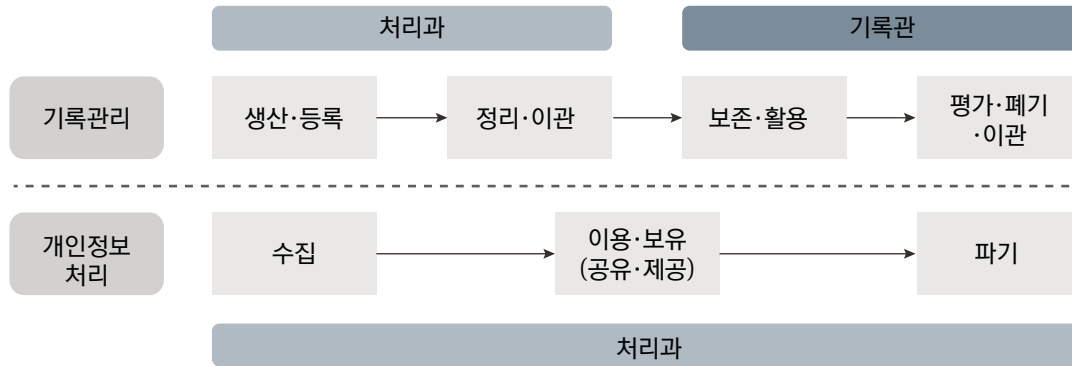 처리과
기록관
기록관리
생산·등록
정리·이관
보존·활용
평가·폐기
·이관
개인정보
처리
수집
이용·보유
(공유·제공)
파기
처리과